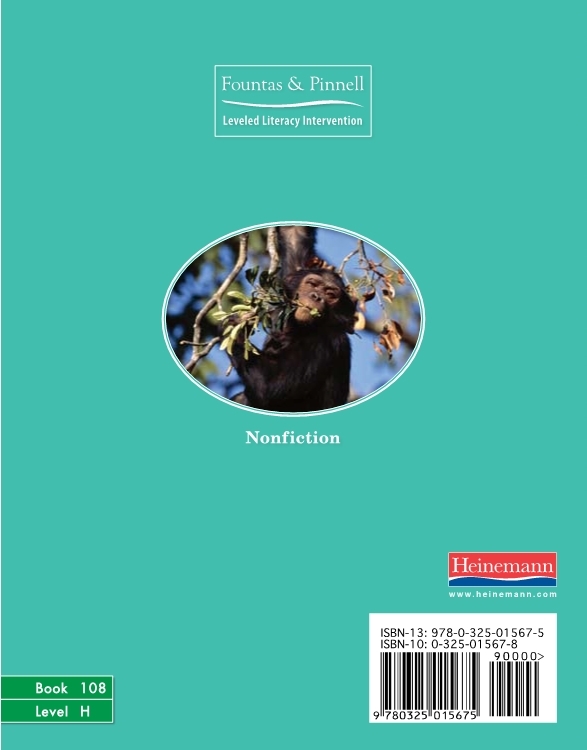 Fountas & Pinnell
Leveled Literacy Intervention
Nonfiction
Heinemann
www.heinemann.com
ISBN-13: 978-0-325-01567-5
ISBN-10: 0-325-01567-8
90000>
9 780325 015675
Book 108
Level H